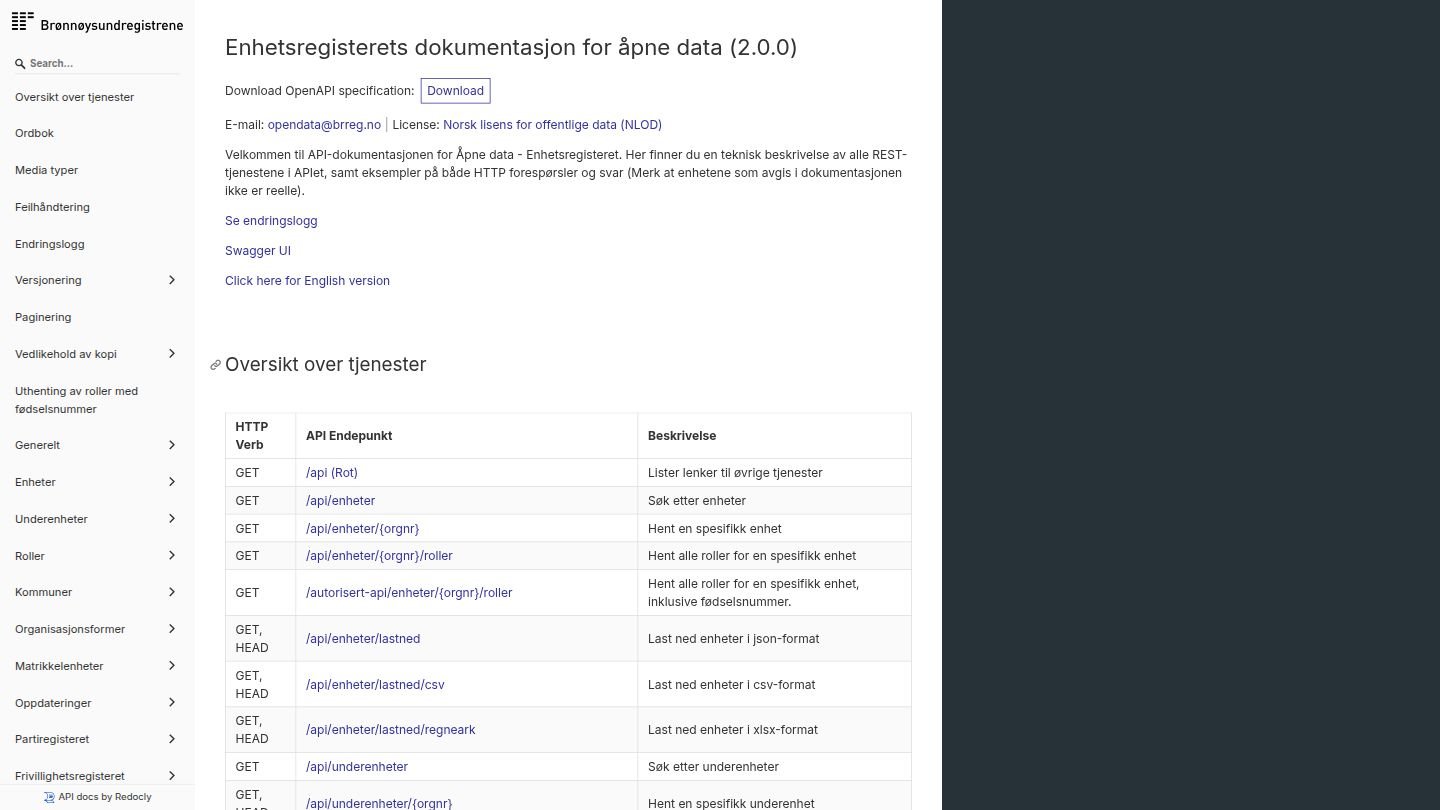 Brønnøysundregistrene
Search...
Oversikt over tjenester
Ordbok
Media typer
Feilhåndtering
Endringslogg
Versjonering
Paginering
Vedlikehold av kopi
Uthenting av roller med
fødselsnummer
Generelt
Enheter
Underenheter
Roller
Kommuner
Organisasjonsformer
Matrikkelenheter
Oppdateringer
Partiregisteret
Frivillighetsregisteret
API docs by Redocly
Enhetsregisterets dokumentasjon for åpne data (2.0.0)
Download OpenAPI specification: Download
E-mail: opendata@brreg.no License: Norsk lisens for offentlige data (NLOD)
Velkommen til API-dokumentasjonen for Åpne data - Enhetsregisteret. Her finner du en teknisk beskrivelse av alle REST-
tjenestene i APIet, samt eksempler på både HTTP forespørsler og svar (Merk at enhetene som avgis i dokumentasjonen
ikke er reelle).
Se endringslogg
Swagger UI
Click here for English version
Oversikt over tjenester
HTTP
Verb
API Endepunkt
Beskrivelse
GET /api (Rot) Lister lenker til øvrige tjenester
GET /api/enheter Søk etter enheter
GET /api/enheter/{orgnr} Hent en spesifikk enhet
GET /api/enheter/{orgnr}/roller Hent alle roller for en spesifikk enhet
GET /autorisert-api/enheter/{orgnr}/roller Hent alle roller for en spesifikk enhet,
inklusive fødselsnummer.
GET,
HEAD
/api/enheter/lastned Last ned enheter i json-format
GET,
HEAD
/api/enheter/lastned/csv Last ned enheter i csv-format
GET,
HEAD
/api/enheter/lastned/regneark Last ned enheter i xlsx-format
GET /api/underenheter Søk etter underenheter
GET,
HEAD
/api/underenheter/{orgnr} Hent en spesifikk underenhet